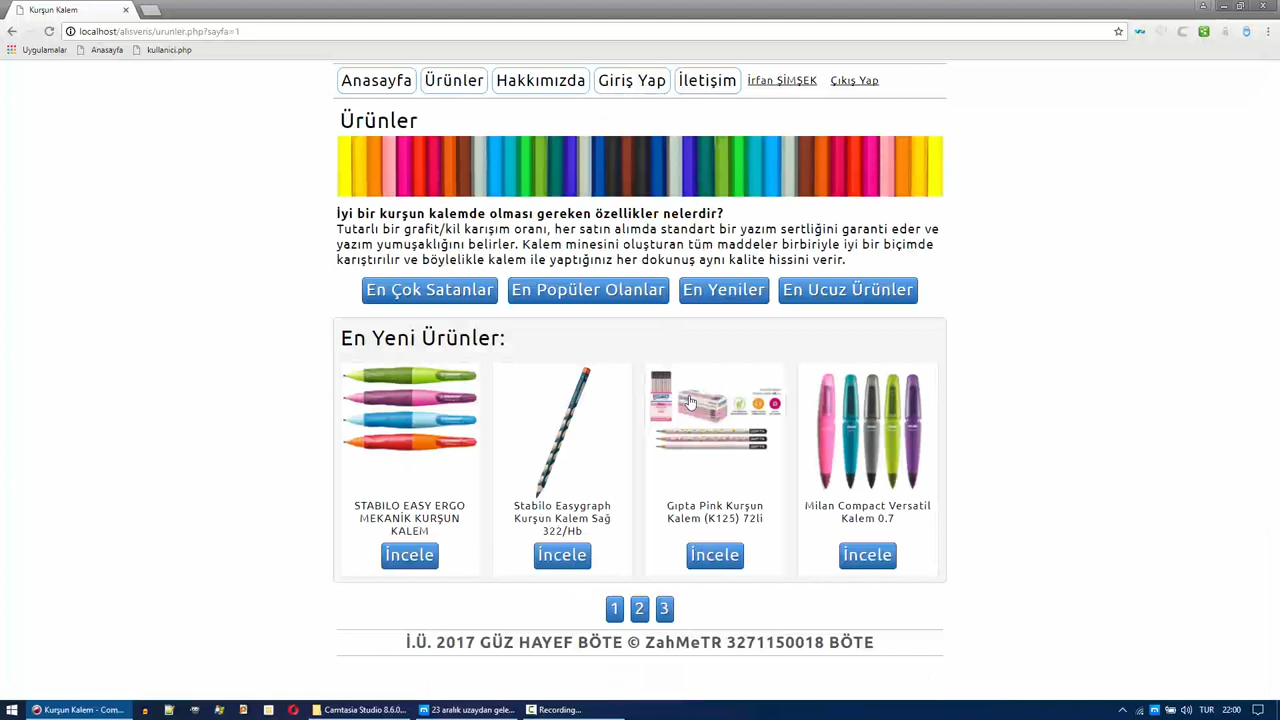 Kurşun Kalem
localhost/alisveris/urunler.php?sayfa=1
Uygulamalar Anasayfa kullanici.php
Anasayfa Ürünler Hakkımızda Giriş Yap İletişim İrfan ŞİMŞEK Çıkış Yap
Ürünler
İyi bir kurşun kalemde olması gereken özellikler nelerdir?
Tutarlı bir grafit/kil karışım oranı, her satın alımda standart bir yazım sertliğini garanti eder ve
yazım yumuşaklığını belirler. Kalem minesini oluşturan tüm maddeler birbiriyle iyi bir biçimde
karıştırılır ve böylelikle kalem ile yaptığınız her dokunuş aynı kalite hissini verir.
En Çok Satanlar En Popüler Olanlar En Yeniler En Ucuz Ürünler
En Yeni Ürünler:
STABILO EASY ERGO
MEKANİK KURŞUN
KALEM
Stabilo Easygraph
Kurşun Kalem Sağ
322/Hb
Gıpta Pink Kurşun
Kalem (K125) 72li
Milan Compact Versatil
Kalem 0.7
İncele İncele İncele İncele
1 2 3
İ.Ü. 2017 GÜZ HAYEF BÖTE © ZahMeTR 3271150018 BÖTE
Kurşun Kalem - Com... Camtasia Studio 8.6.0,... 23 aralık uzaydan gele... Recording... TUR 22:00